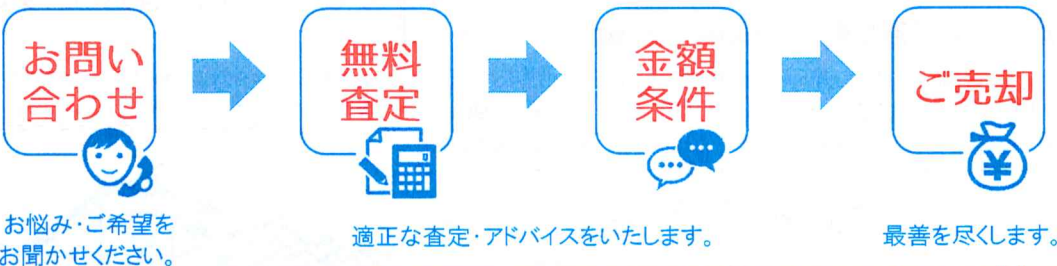 お問い
合わせ
無料
査定
金額
条件
ご売却
¥
お悩み・ご希望を
お聞かせください。
適正な査定・アドバイスをいたします。
最善を尽くします。